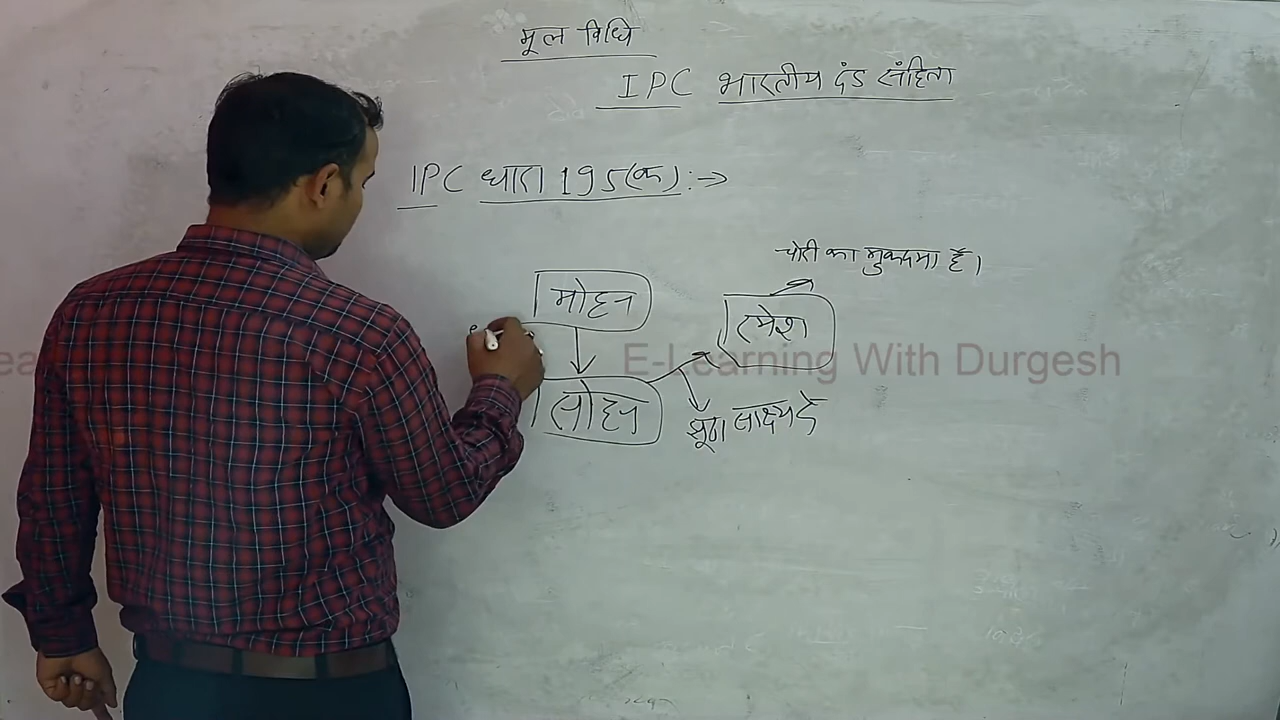 मूल विधि
IPC भारतीय दंड संहिता
IPC धारा 195(क) :→
चोरी का मुकदमा है।
मोहन
रमेश
E-Learning With Durgesh
सोहन
झूठा साक्ष्य दे